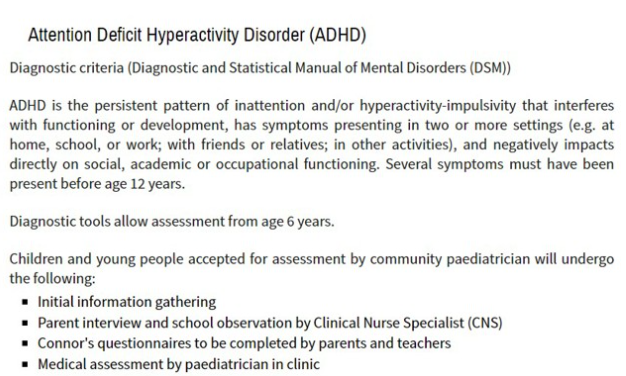 Attention Deficit Hyperactivity Disorder (ADHD)
Diagnostic criteria (Diagnostic and Statistical Manual of Mental Disorders (DSM))
ADHD is the persistent pattern of inattention and/or hyperactivity-impulsivity that interferes
with functioning or development, has symptoms presenting in two or more settings (e.g. at
home, school, or work; with friends or relatives; in other activities), and negatively impacts
directly on social, academic or occupational functioning. Several symptoms must have been
present before age 12 years.
Diagnostic tools allow assessment from age 6 years.
Children and young people accepted for assessment by community paediatrician will undergo
the following:
▪ Initial information gathering
▪ Parent interview and school observation by Clinical Nurse Specialist (CNS)
▪ Connor's questionnaires to be completed by parents and teachers
▪ Medical assessment by paediatrician in clinic